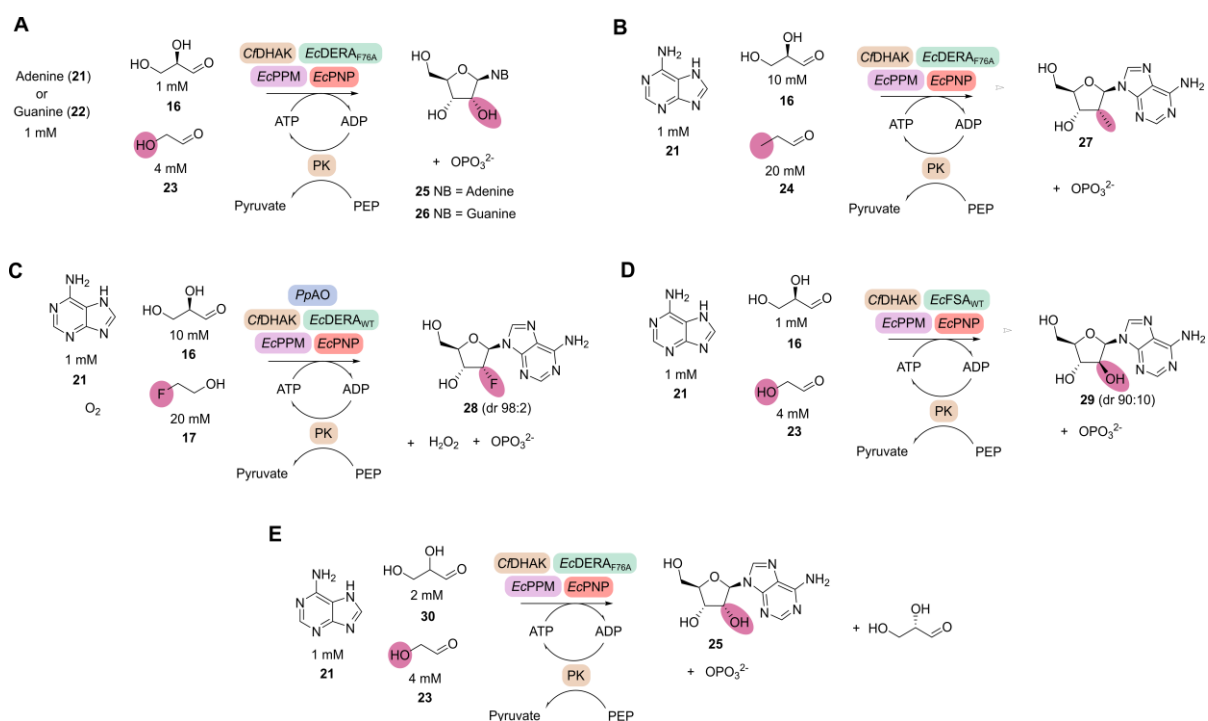 A
Adenine (21)
or
Guanine (22)
1 mM
OH
HO
O
1 mM
16
HO
O
4 mM
23
CfDHAK
EcDERAF76A
EcPPM
EcPNP
ATP
ADP
PK
Pyruvate
PEP
HO
O
NB
HO
OH
+ OPO₃²⁻
25 NB = Adenine
26 NB = Guanine
B
NH₂
H
N
N
N
N
1 mM
21
OH
HO
O
10 mM
16
O
20 mM
24
CfDHAK
EcDERAF76A
EcPPM
EcPNP
ATP
ADP
PK
Pyruvate
PEP
HO
O
HO
N
N
N
N
NH₂
27
+ OPO₃²⁻
C
NH₂
H
N
N
N
N
1 mM
21
O₂
OH
HO
O
10 mM
16
F
OH
20 mM
17
PpAO
CfDHAK
EcDERAWT
EcPPM
EcPNP
ATP
ADP
PK
Pyruvate
PEP
HO
O
HO
F
N
N
N
N
NH₂
28 (dr 98:2)
+ H₂O₂ + OPO₃²⁻
D
NH₂
H
N
N
N
N
1 mM
21
OH
HO
O
1 mM
16
HO
O
4 mM
23
CfDHAK
EcFSAWT
EcPPM
EcPNP
ATP
ADP
PK
Pyruvate
PEP
HO
O
HO
OH
N
N
N
N
NH₂
29 (dr 90:10)
+ OPO₃²⁻
E
NH₂
H
N
N
N
N
1 mM
21
OH
HO
O
2 mM
30
HO
O
4 mM
23
CfDHAK
EcDERAF76A
EcPPM
EcPNP
ATP
ADP
PK
Pyruvate
PEP
HO
O
HO
OH
N
N
N
N
NH₂
25
+ OPO₃²⁻
+
OH
HO
O